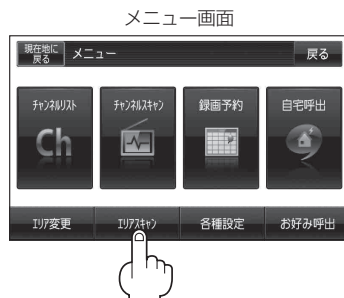 メニュー画面
現在地に
戻る
メニュー
戻る
チャンネルリスト
チャンネルスキャン
録画予約
自宅呼出
Ch
エリア変更
エリアスキャン
各種設定
お好み呼出